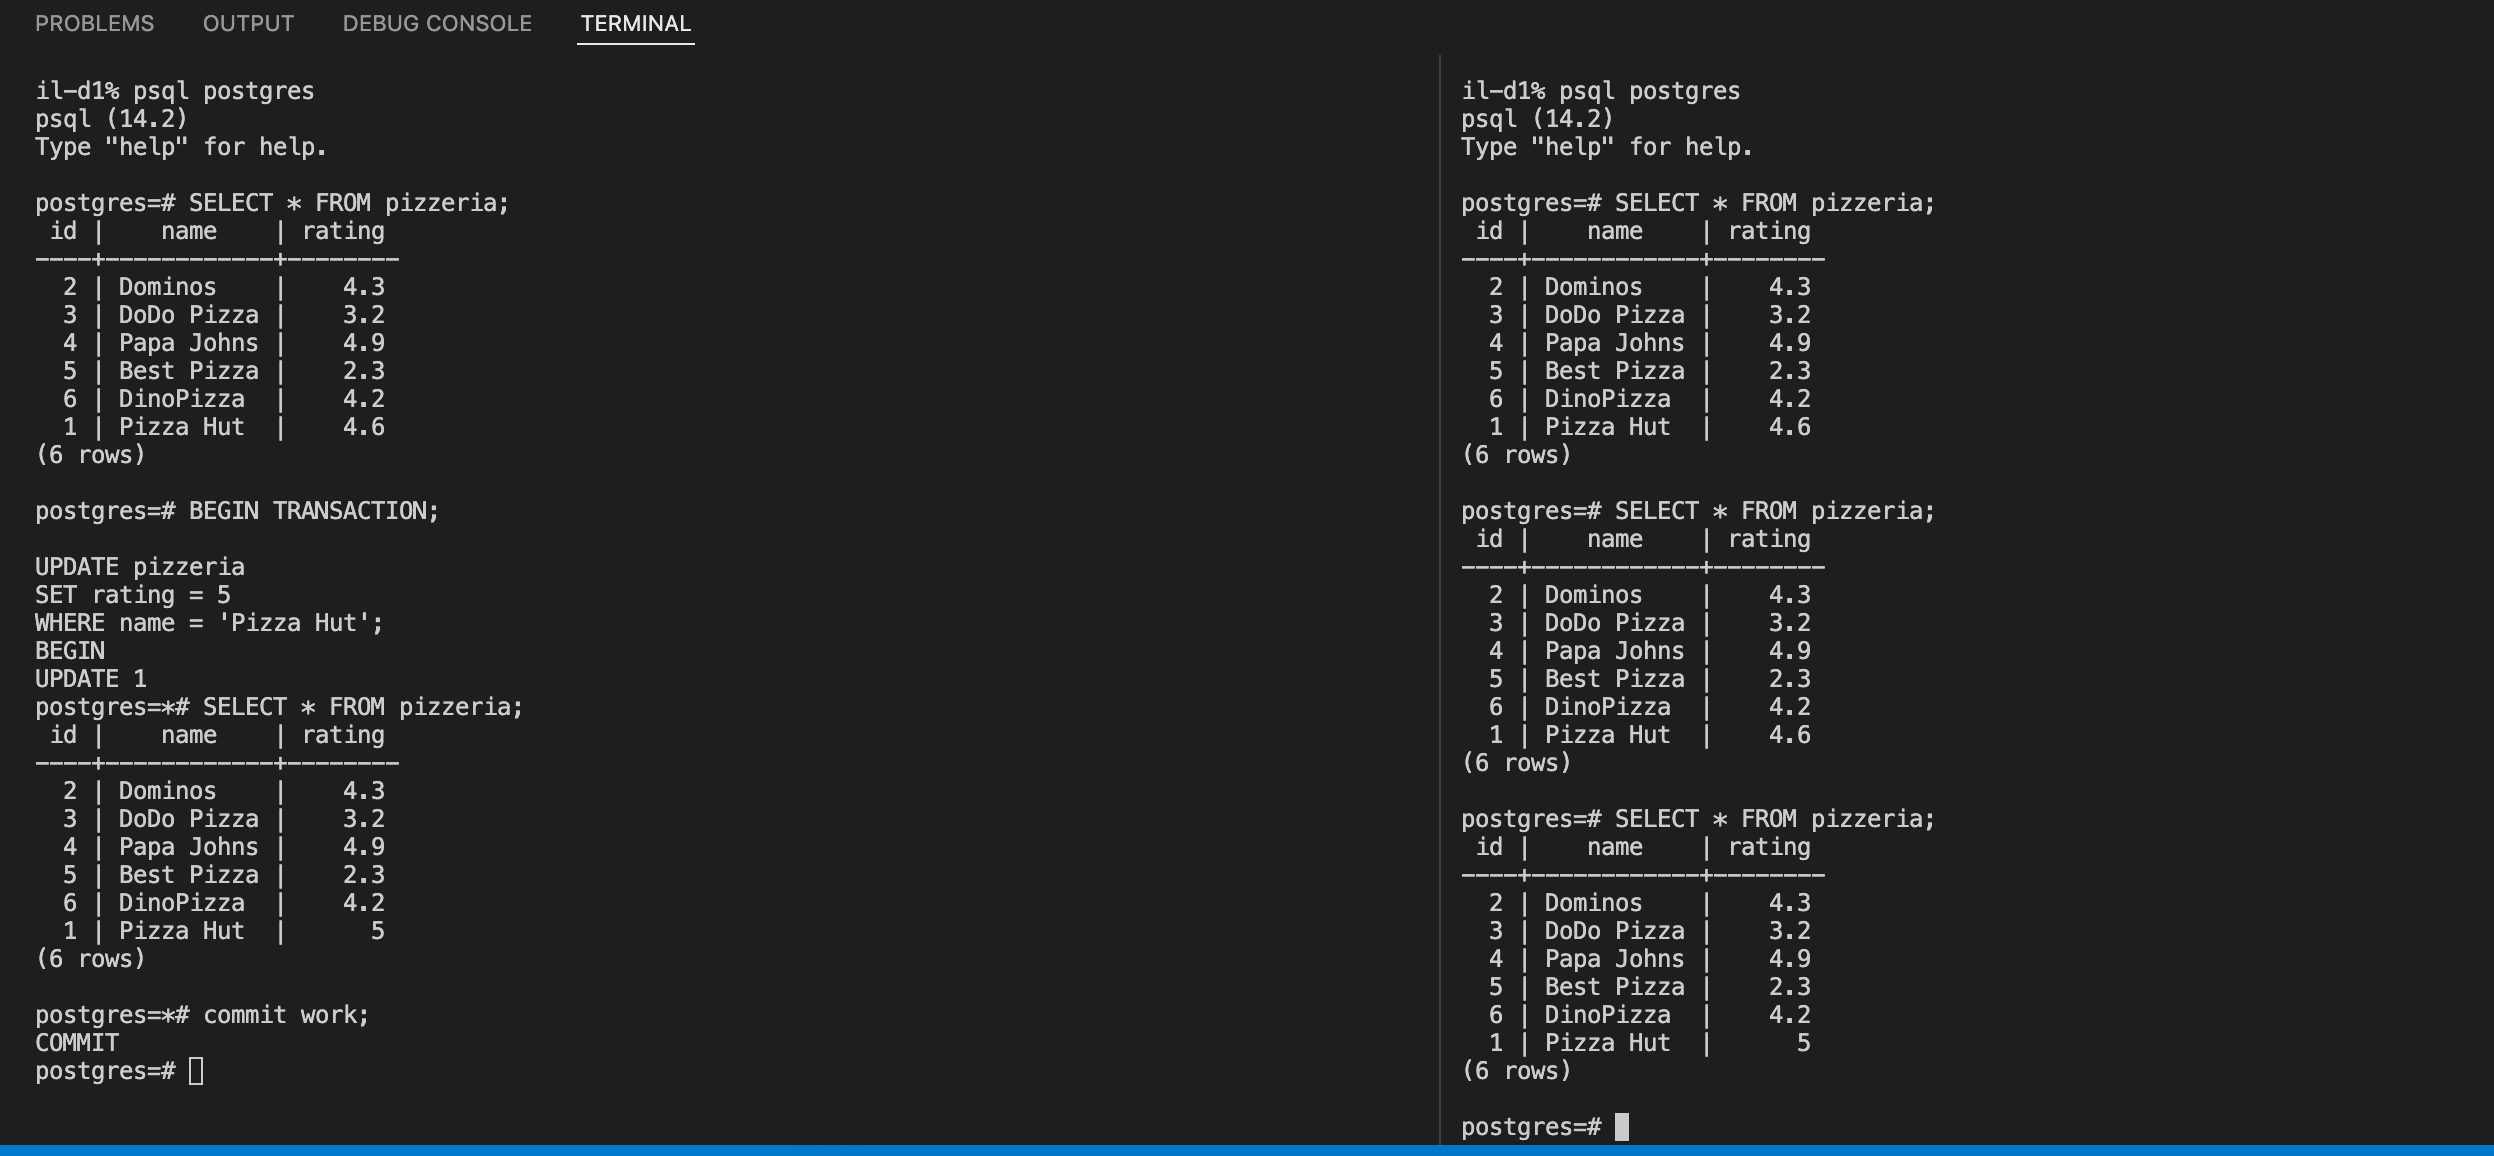 PROBLEMS OUTPUT DEBUG CONSOLE TERMINAL
il-d1% psql postgres
psql (14.2)
Type "help" for help.

postgres=# SELECT * FROM pizzeria;
 id |    name    | rating
----+------------+--------
  2 | Dominos    |    4.3
  3 | DoDo Pizza |    3.2
  4 | Papa Johns |    4.9
  5 | Best Pizza |    2.3
  6 | DinoPizza  |    4.2
  1 | Pizza Hut  |    4.6
(6 rows)

postgres=# BEGIN TRANSACTION;

UPDATE pizzeria
SET rating = 5
WHERE name = 'Pizza Hut';
BEGIN
UPDATE 1
postgres=*# SELECT * FROM pizzeria;
 id |    name    | rating
----+------------+--------
  2 | Dominos    |    4.3
  3 | DoDo Pizza |    3.2
  4 | Papa Johns |    4.9
  5 | Best Pizza |    2.3
  6 | DinoPizza  |    4.2
  1 | Pizza Hut  |      5
(6 rows)

postgres=*# commit work;
COMMIT
postgres=#
il-d1% psql postgres
psql (14.2)
Type "help" for help.

postgres=# SELECT * FROM pizzeria;
 id |    name    | rating
----+------------+--------
  2 | Dominos    |    4.3
  3 | DoDo Pizza |    3.2
  4 | Papa Johns |    4.9
  5 | Best Pizza |    2.3
  6 | DinoPizza  |    4.2
  1 | Pizza Hut  |    4.6
(6 rows)

postgres=# SELECT * FROM pizzeria;
 id |    name    | rating
----+------------+--------
  2 | Dominos    |    4.3
  3 | DoDo Pizza |    3.2
  4 | Papa Johns |    4.9
  5 | Best Pizza |    2.3
  6 | DinoPizza  |    4.2
  1 | Pizza Hut  |    4.6
(6 rows)

postgres=# SELECT * FROM pizzeria;
 id |    name    | rating
----+------------+--------
  2 | Dominos    |    4.3
  3 | DoDo Pizza |    3.2
  4 | Papa Johns |    4.9
  5 | Best Pizza |    2.3
  6 | DinoPizza  |    4.2
  1 | Pizza Hut  |      5
(6 rows)

postgres=#